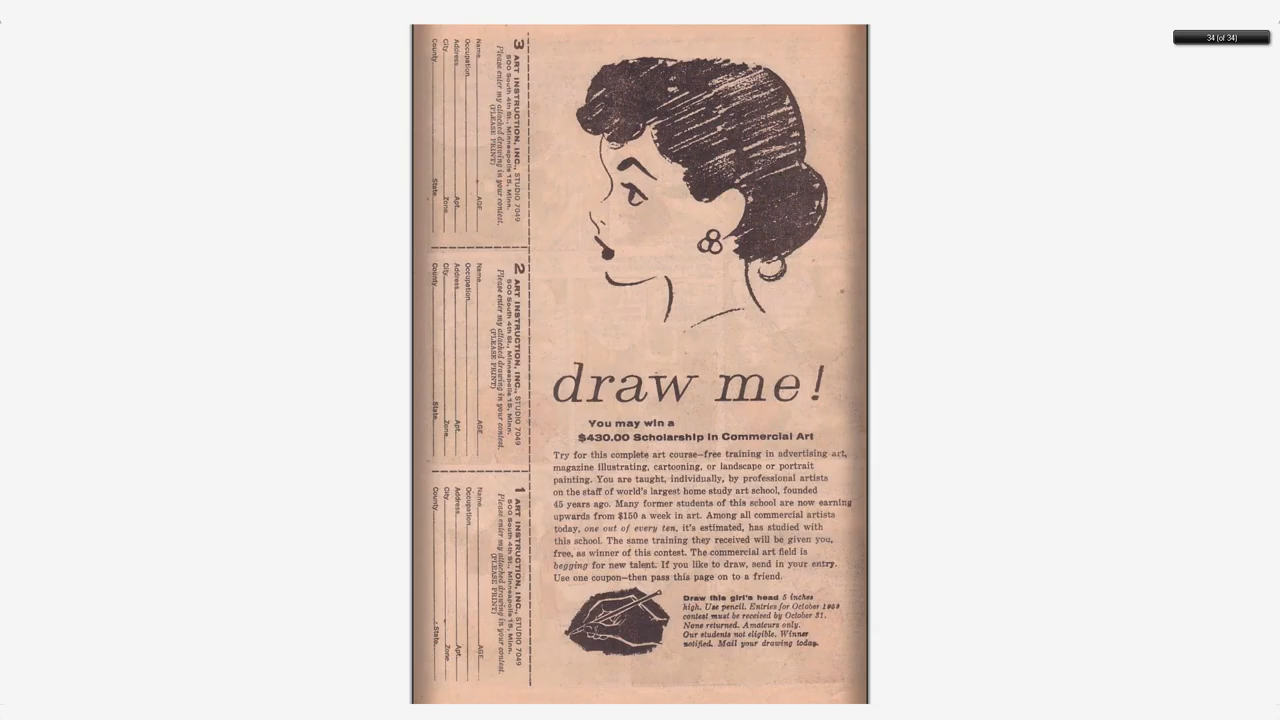 34 (of 34)
draw me!
You may win a
$430.00 Scholarship in Commercial Art
Try for this complete art course—free training in advertising art,
magazine illustrating, cartooning, or landscape or portrait
painting. You are taught, individually, by professional artists
on the staff of world's largest home study art school, founded
45 years ago. Many former students of this school are now earning
upwards from $150 a week in art. Among all commercial artists
today, one out of every ten, it's estimated, has studied with
this school. The same training they received will be given you,
free, as winner of this contest. The commercial art field is
begging for new talent. If you like to draw, send in your entry.
Use one coupon—then pass this page on to a friend.
Draw this girl's head 5 inches
high. Use pencil. Entries for October 1959
contest must be received by October 31.
None returned. Amateurs only.
Our students not eligible. Winner
notified. Mail your drawing today.
3 ART INSTRUCTION, INC., STUDIO 7049
500 South 4th St., Minneapolis 15, Minn.
Please enter my attached drawing in your contest.
(PLEASE PRINT)
Name AGE
Occupation
Address Apt.
City Zone
County State
2 ART INSTRUCTION, INC., STUDIO 7049
500 South 4th St., Minneapolis 15, Minn.
Please enter my attached drawing in your contest.
(PLEASE PRINT)
Name AGE
Occupation
Address Apt.
City Zone
County State
1 ART INSTRUCTION, INC., STUDIO 7049
500 South 4th St., Minneapolis 15, Minn.
Please enter my attached drawing in your contest.
(PLEASE PRINT)
Name AGE
Occupation
Address Apt.
City Zone
County State